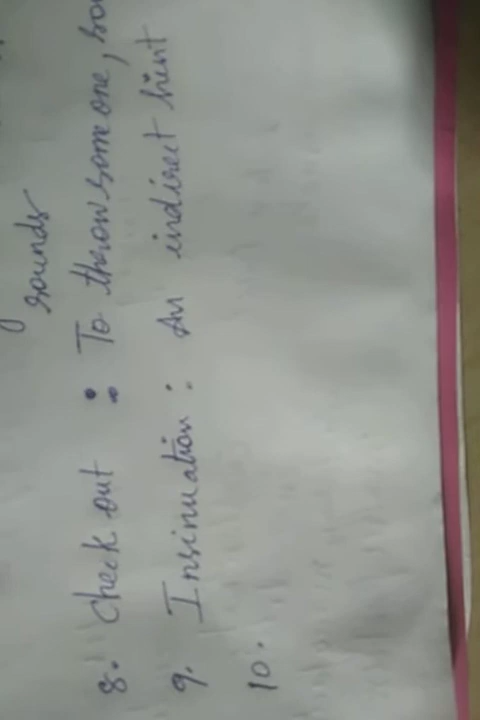 sounds
8. Check out : To throw some one,
9. Insinuation : An indirect hint
10.